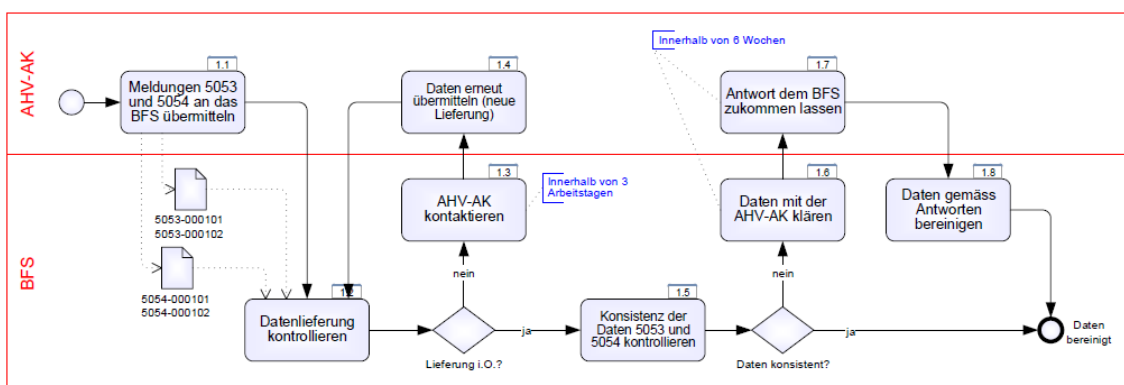 AHV-AK
1.1
Meldungen 5053
und 5054 an das
BFS übermitteln
1.4
Daten erneut
übermitteln (neue
Lieferung)
Innerhalb von 6 Wochen
1.7
Antwort dem BFS
zukommen lassen
BFS
5053-000101
5053-000102
5054-000101
5054-000102
1.2
Datenlieferung
kontrollieren
1.3
AHV-AK
kontaktieren
Innerhalb von 3
Arbeitstagen
nein
Lieferung i.O.?
ja
1.5
Konsistenz der
Daten 5053 und
5054 kontrollieren
1.6
Daten mit der
AHV-AK klären
nein
Daten konsistent?
ja
1.8
Daten gemäss
Antworten
bereinigen
Daten
bereinigt